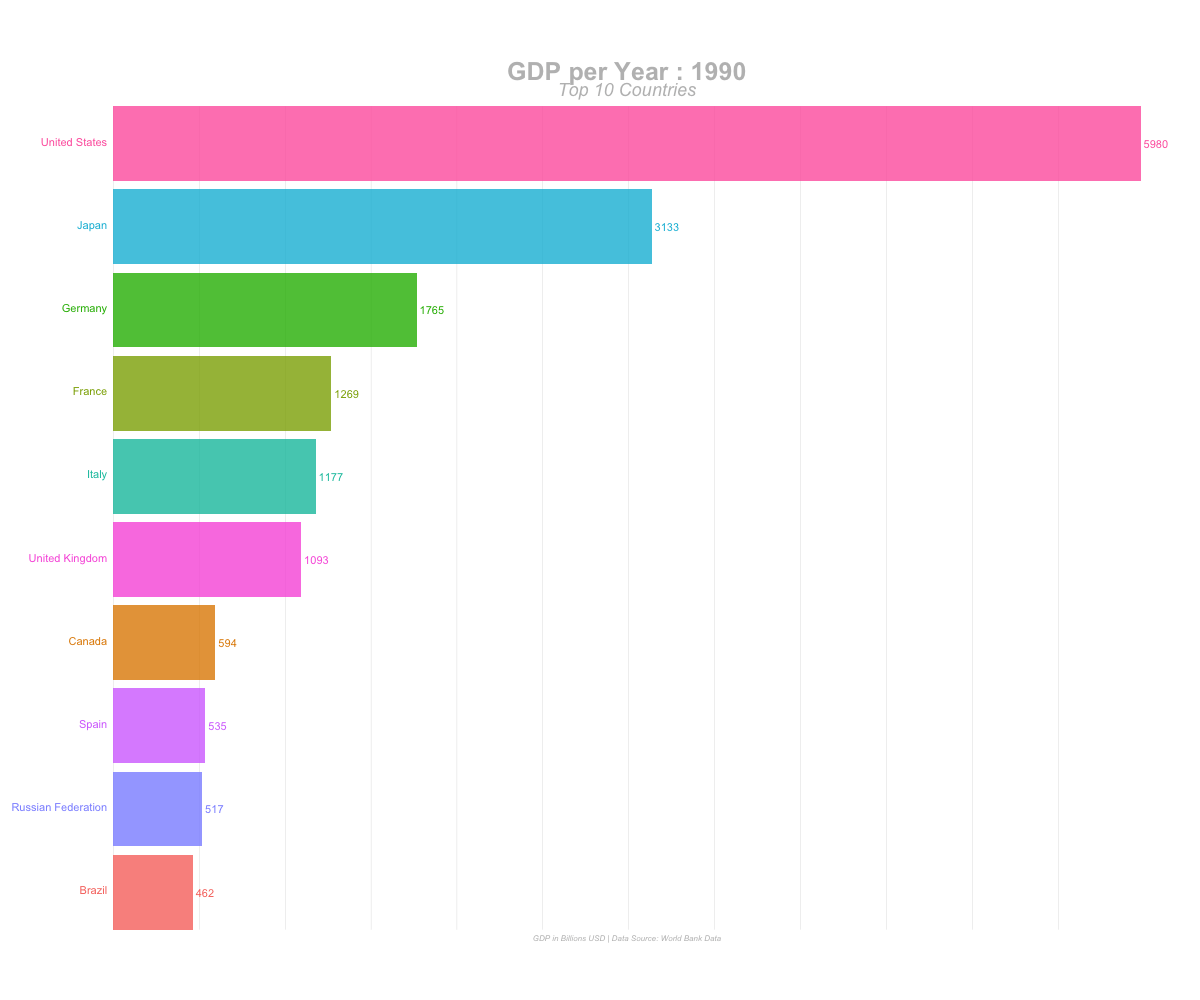 GDP per Year : 1990
Top 10 Countries
United States 5980
Japan 3133
Germany 1765
France 1269
Italy 1177
United Kingdom 1093
Canada 594
Spain 535
Russian Federation 517
Brazil 462
GDP in Billions USD | Data Source: World Bank Data